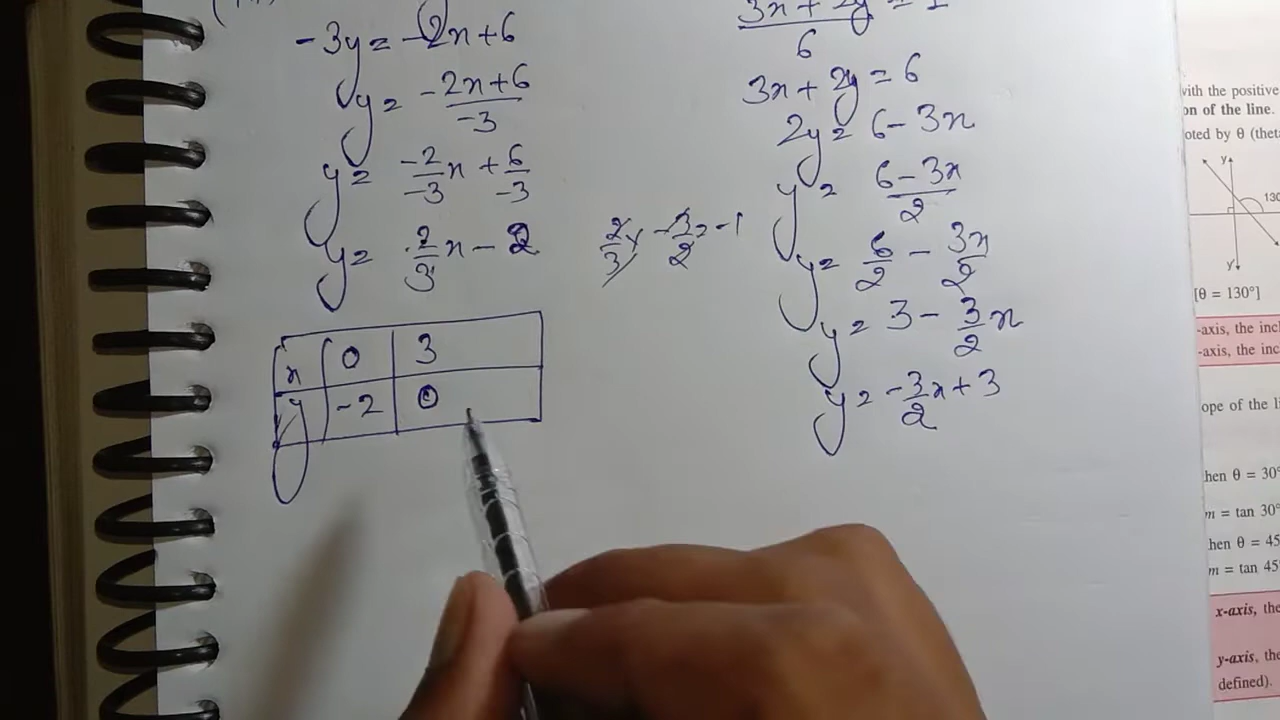 -3y = -2x+6
y = -2x+6 / -3
y = -2/-3 x + 6/-3
y = 2/3 x - 2
x 0 3
y -2 0
2/3 × -3/2 = -1
3x + 2y / 6 = 1
3x + 2y = 6
2y = 6 - 3x
y = 6 - 3x / 2
y = 6/2 - 3x/2
y = 3 - 3/2 x
y = -3/2 x + 3
with the positive
on of the line.
oted by θ (thet
y
130
y
[θ = 130°]
-axis, the inc
-axis, the inc
ope of the li
hen θ = 30°
m = tan 30°
hen θ = 45
m = tan 45
x-axis, the
y-axis, the
defined).